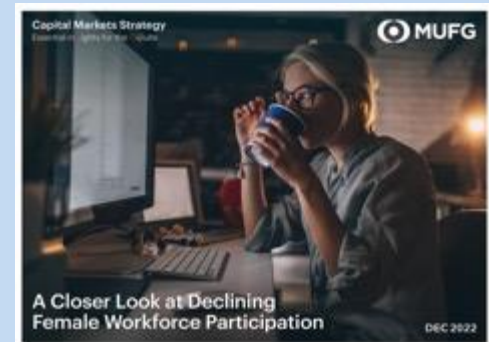 Capital Markets Strategy
MUFG
A Closer Look at Declining
Female Workforce Participation
DEC 2022